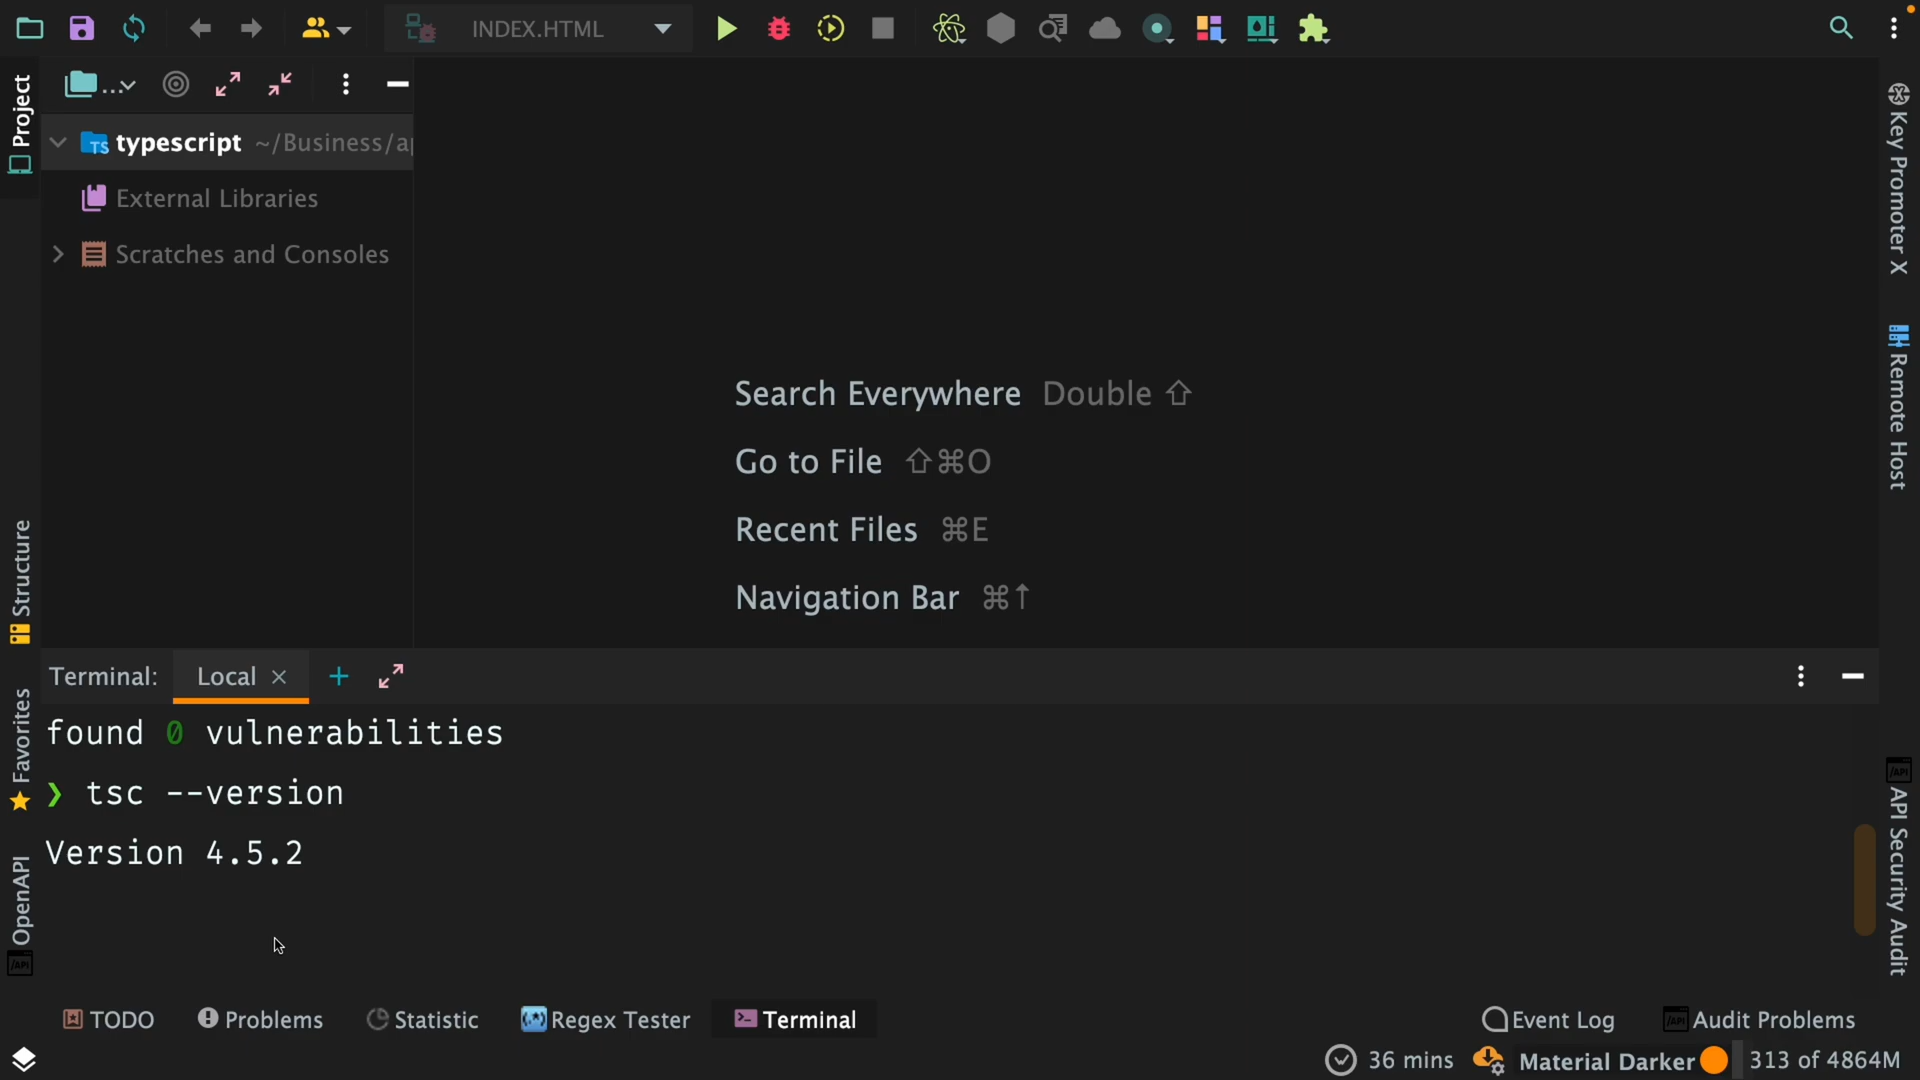 INDEX.HTML
...
Project
typescript ~/Business/a
External Libraries
Scratches and Consoles
Structure
Favorites
OpenAPI
Search Everywhere Double ⇧
Go to File ⇧⌘O
Recent Files ⌘E
Navigation Bar ⌘↑
Key Promoter X
Remote Host
API Security Audit
Terminal: Local × +
found 0 vulnerabilities
❯ tsc --version
Version 4.5.2
TODO Problems Statistic Regex Tester Terminal Event Log Audit Problems
36 mins Material Darker 313 of 4864M